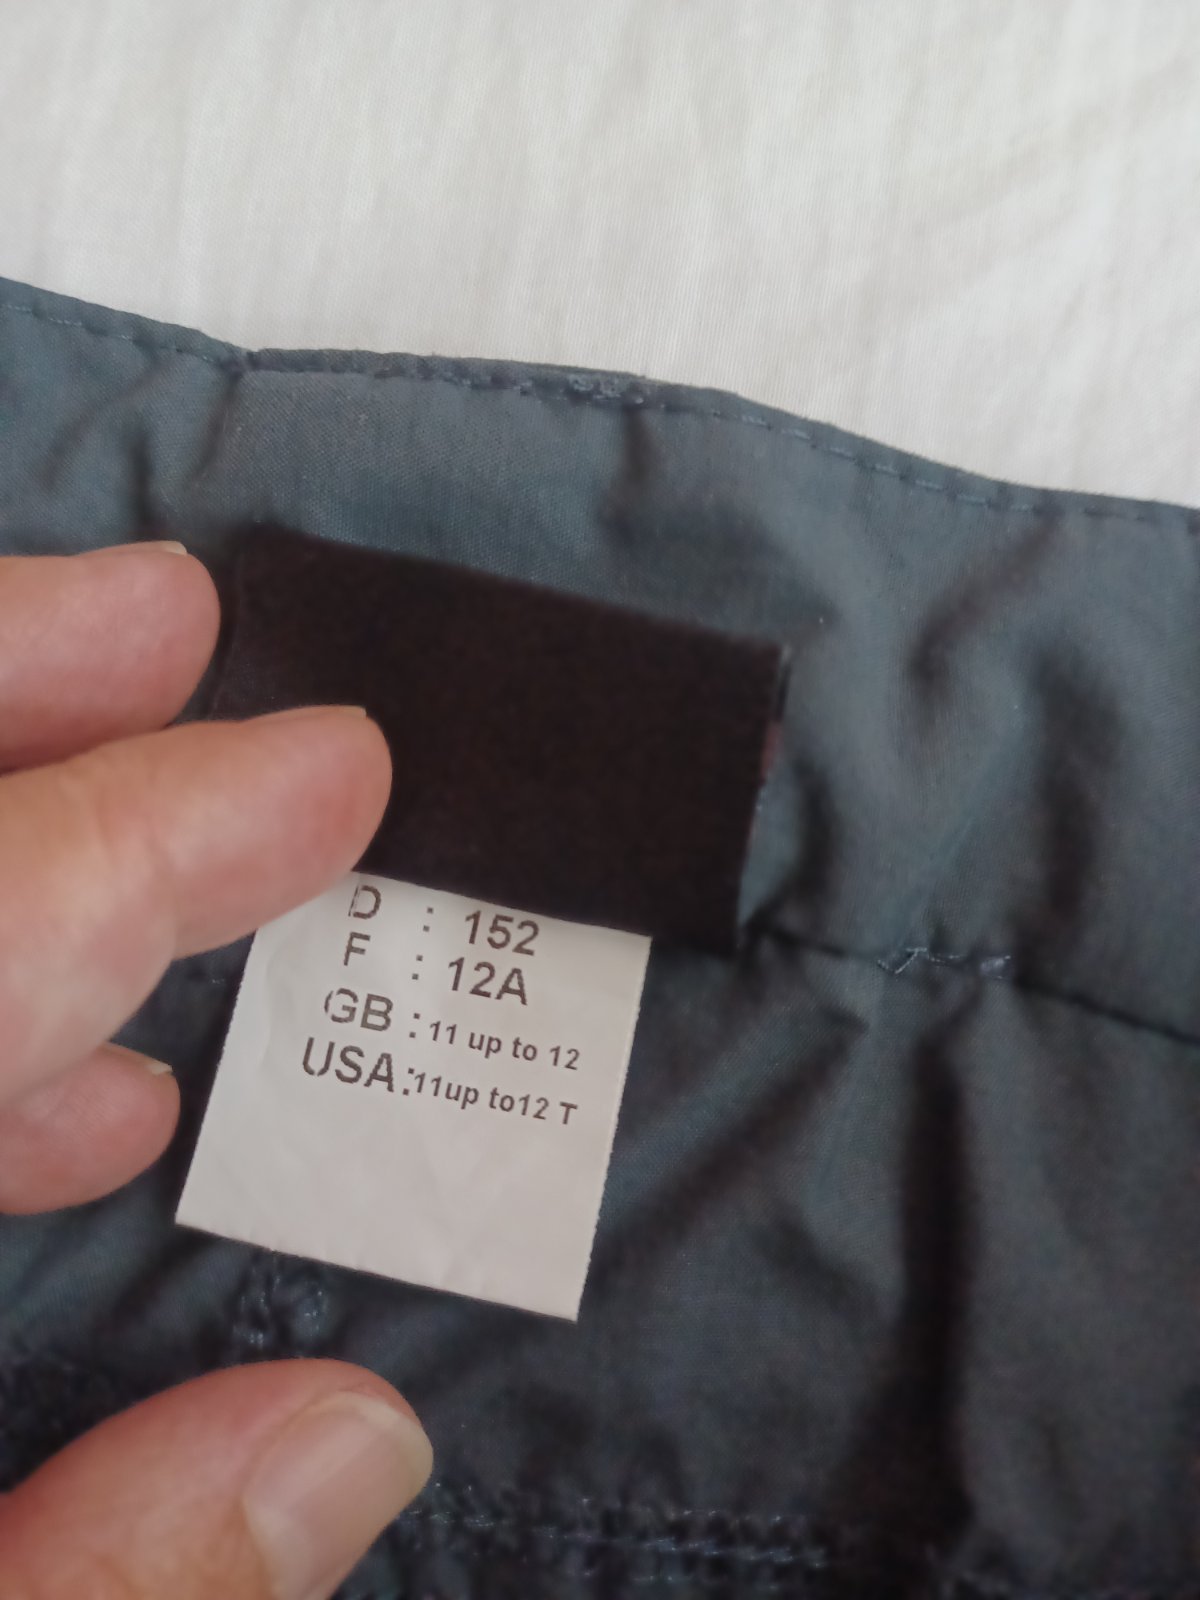 D : 152
F : 12A
GB : 11 up to 12
USA:11up to12 T